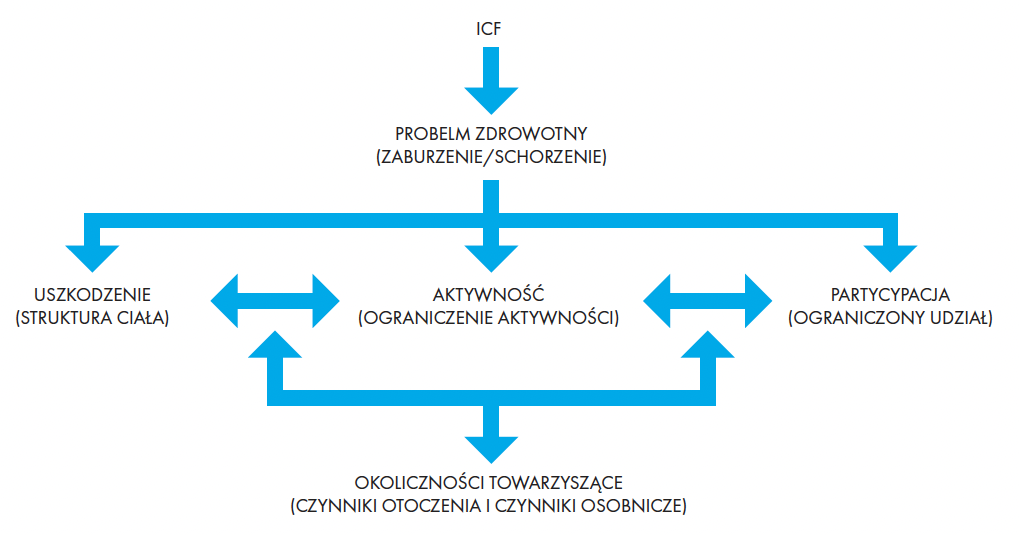 ICF
PROBELM ZDROWOTNY
(ZABURZENIE/SCHORZENIE)
USZKODZENIE
(STRUKTURA CIAŁA)
AKTYWNOŚĆ
(OGRANICZENIE AKTYWNOŚCI)
PARTYCYPACJA
(OGRANICZONY UDZIAŁ)
OKOLICZNOŚCI TOWARZYSZĄCE
(CZYNNIKI OTOCZENIA I CZYNNIKI OSOBNICZE)